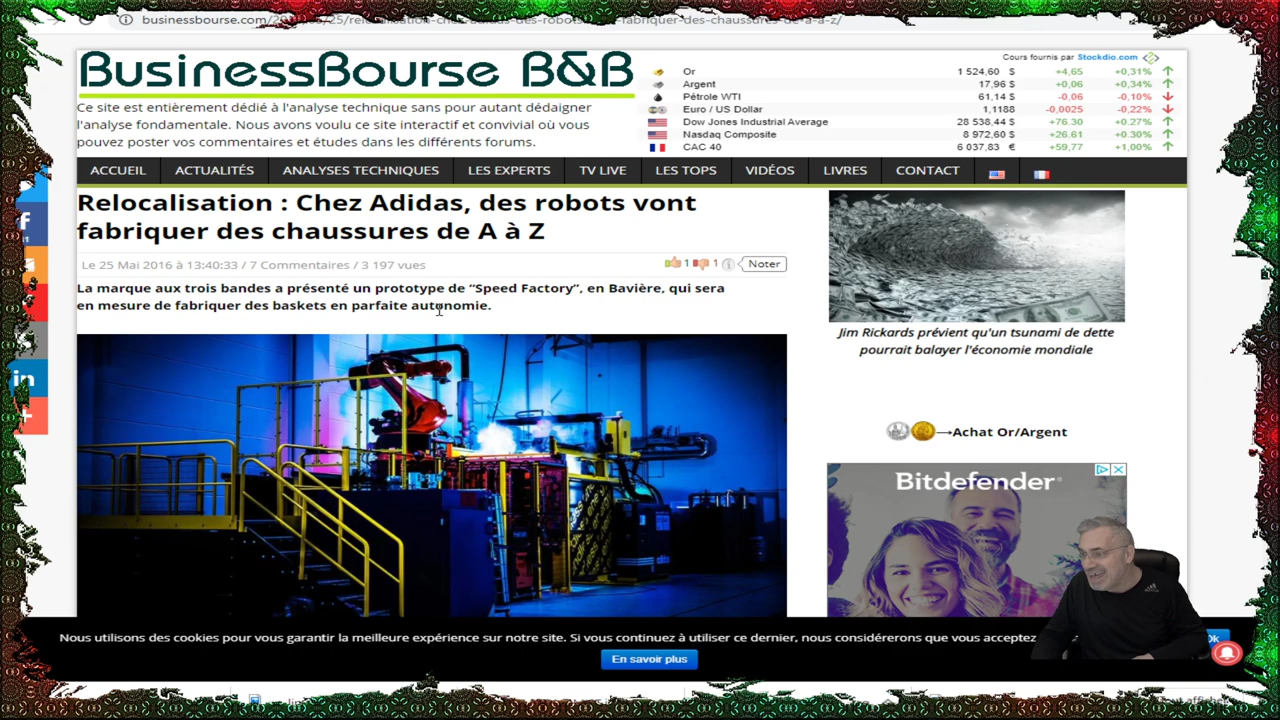 businessbourse.com/
BusinessBourse B&B
Ce site est entièrement dédié à l'analyse technique sans pour autant dédaigner
l'analyse fondamentale. Nous avons voulu ce site interactif et convivial où vous
pouvez poster vos commentaires et études dans les différents forums.
Cours fournis par Stockdio.com
Or 1 524,60 $ +4,65 +0,31%
Argent 17,96 $ +0,06 +0,34%
Pétrole WTI 61,14 $ -0,06 -0,10%
Euro / US Dollar 1,1188 -0,0025 -0,22%
Dow Jones Industrial Average 28 538,44 $ +76.30 +0.27%
Nasdaq Composite 8 972,60 $ +26.61 +0.30%
CAC 40 6 037,83 € +59,77 +1,00%
ACCUEIL ACTUALITÉS ANALYSES TECHNIQUES LES EXPERTS TV LIVE LES TOPS VIDÉOS LIVRES CONTACT
Relocalisation : Chez Adidas, des robots vont
fabriquer des chaussures de A à Z
Le 25 Mai 2016 à 13:40:33 / 7 Commentaires / 3 197 vues
1 1 Noter
La marque aux trois bandes a présenté un prototype de “Speed Factory”, en Bavière, qui sera
en mesure de fabriquer des baskets en parfaite autonomie.
Jim Rickards prévient qu'un tsunami de dette
pourrait balayer l'économie mondiale
→Achat Or/Argent
Bitdefender
f
in
Nous utilisons des cookies pour vous garantir la meilleure expérience sur notre site. Si vous continuez à utiliser ce dernier, nous considérerons que vous acceptez
En savoir plus